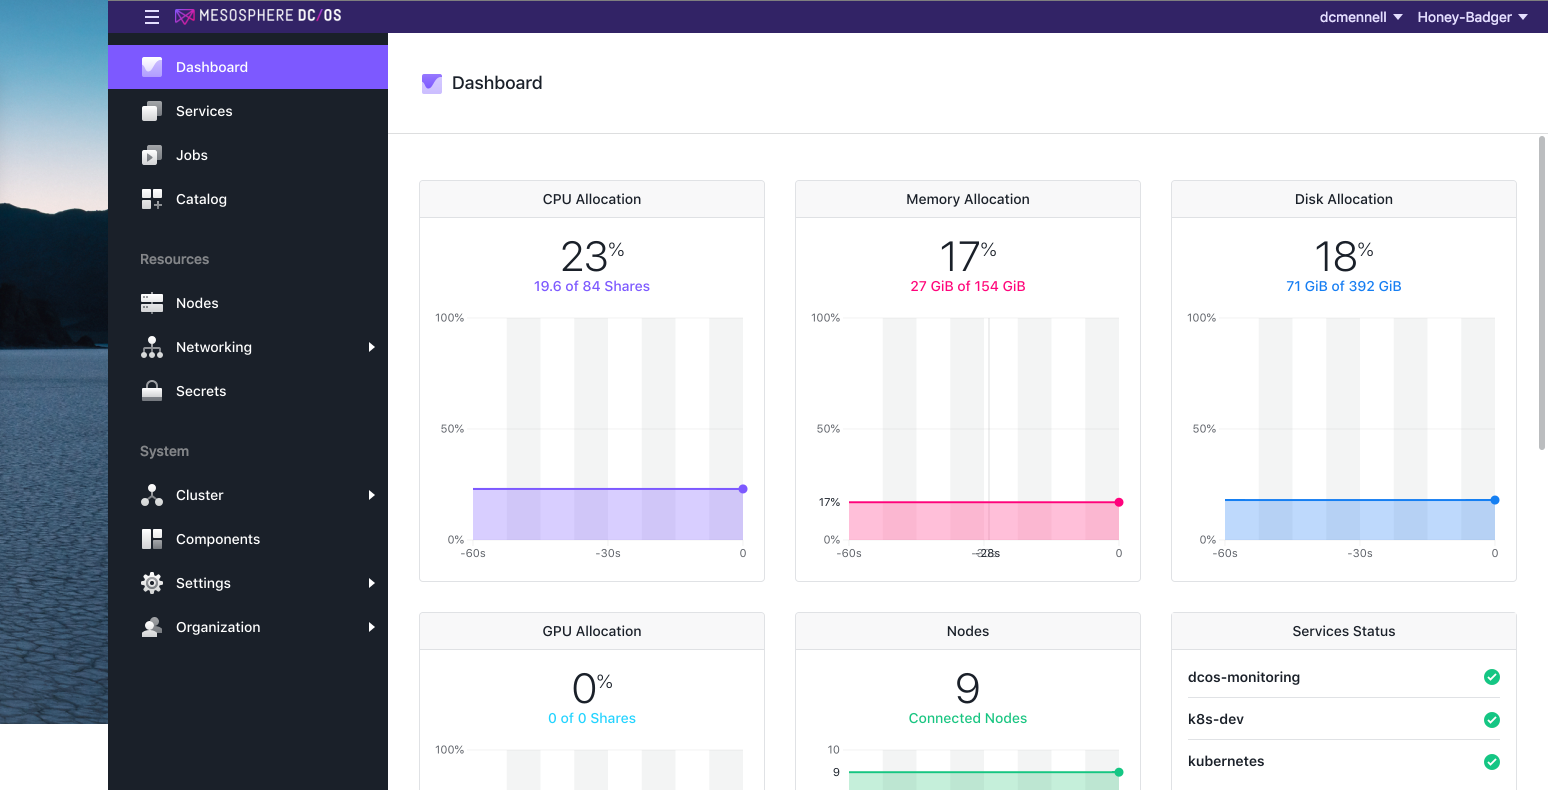 MESOSPHERE DC/OS
dcmennell
Honey-Badger
Dashboard
Services
Jobs
Catalog
Resources
Nodes
Networking
Secrets
System
Cluster
Components
Settings
Organization
Dashboard
CPU Allocation
23%
19.6 of 84 Shares
100%
50%
0%
-60s -30s 0
Memory Allocation
17%
27 GiB of 154 GiB
100%
50%
17%
0%
-60s -28s 0
Disk Allocation
18%
71 GiB of 392 GiB
100%
50%
0%
-60s -30s 0
GPU Allocation
0%
0 of 0 Shares
100%
Nodes
9
Connected Nodes
10
9
Services Status
dcos-monitoring
k8s-dev
kubernetes